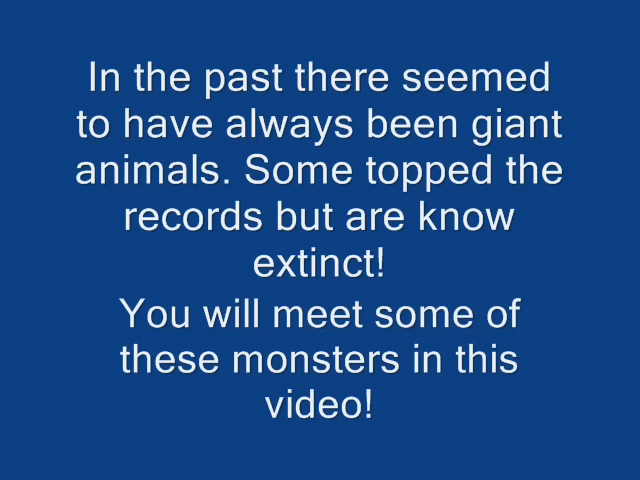 In the past there seemed
to have always been giant
animals. Some topped the
records but are know
extinct!
You will meet some of
these monsters in this
video!